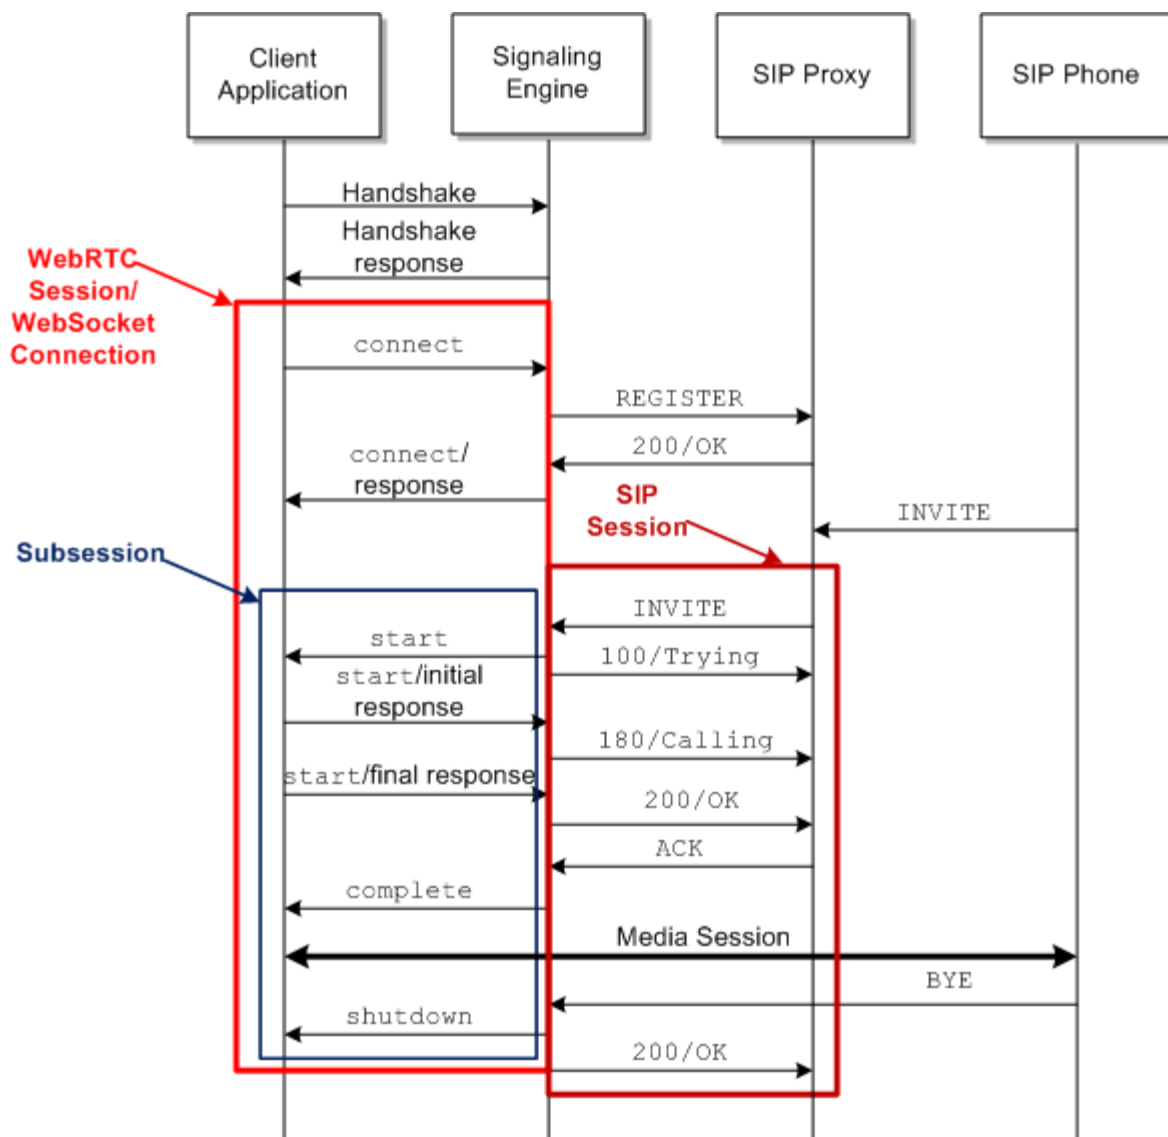 Client
Application
Signaling
Engine
SIP Proxy
SIP Phone
Handshake
Handshake
response
WebRTC
Session/
WebSocket
Connection
connect
REGISTER
200/OK
connect/
response
SIP
Session
INVITE
Subsession
INVITE
start
100/Trying
start/initial
response
180/Calling
start/final response
200/OK
ACK
complete
Media Session
BYE
shutdown
200/OK